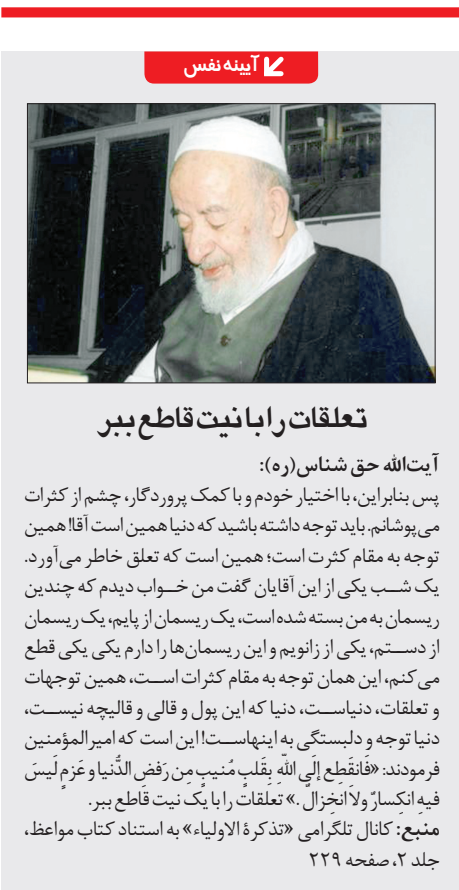 آیینه نفس
تعلقات را با نیت قاطع ببر
آیت‌الله حق شناس(ره):
پس بنابراین، با اختیار خودم و با کمک پروردگار، چشم از کثرات
می‌پوشانم. باید توجه داشته باشید که دنیا همین است آقا! همین
توجه به مقام کثرت است؛ همین است که تعلق خاطر می‌آورد.
یک شب یکی از این آقایان گفت من خواب دیدم که چندین
ریسمان به من بسته شده است، یک ریسمان از پایم، یک ریسمان
از دستم، یکی از زانویم و این ریسمان‌ها را دارم یکی یکی قطع
می‌کنم، این همان توجه به مقام کثرات است، همین توجهات
و تعلقات، دنیاست، دنیا که این پول و قالی و قالیچه نیست،
دنیا توجه و دلبستگی به اینهاست! این است که امیرالمؤمنین
فرمودند: «فَانقَطِع إلَی اللّهِ بِقَلبٍ مُنیبٍ مِن رَفضِ الدُّنیا و عَزمٍ لَیسَ
فیهِ انکِسارٌ ولاَ انخِزالٌ.» تعلقات را با یک نیت قاطع ببر.
منبع: کانال تلگرامی «تذکرة الاولیاء» به استناد کتاب مواعظ،
جلد ۲، صفحه ۲۲۹